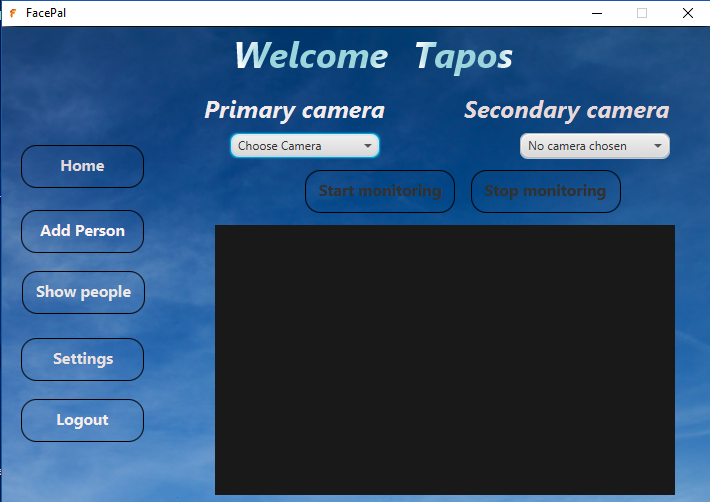 FacePal
Welcome Tapos
Primary camera
Secondary camera
Choose Camera
No camera chosen
Start monitoring
Stop monitoring
Home
Add Person
Show people
Settings
Logout